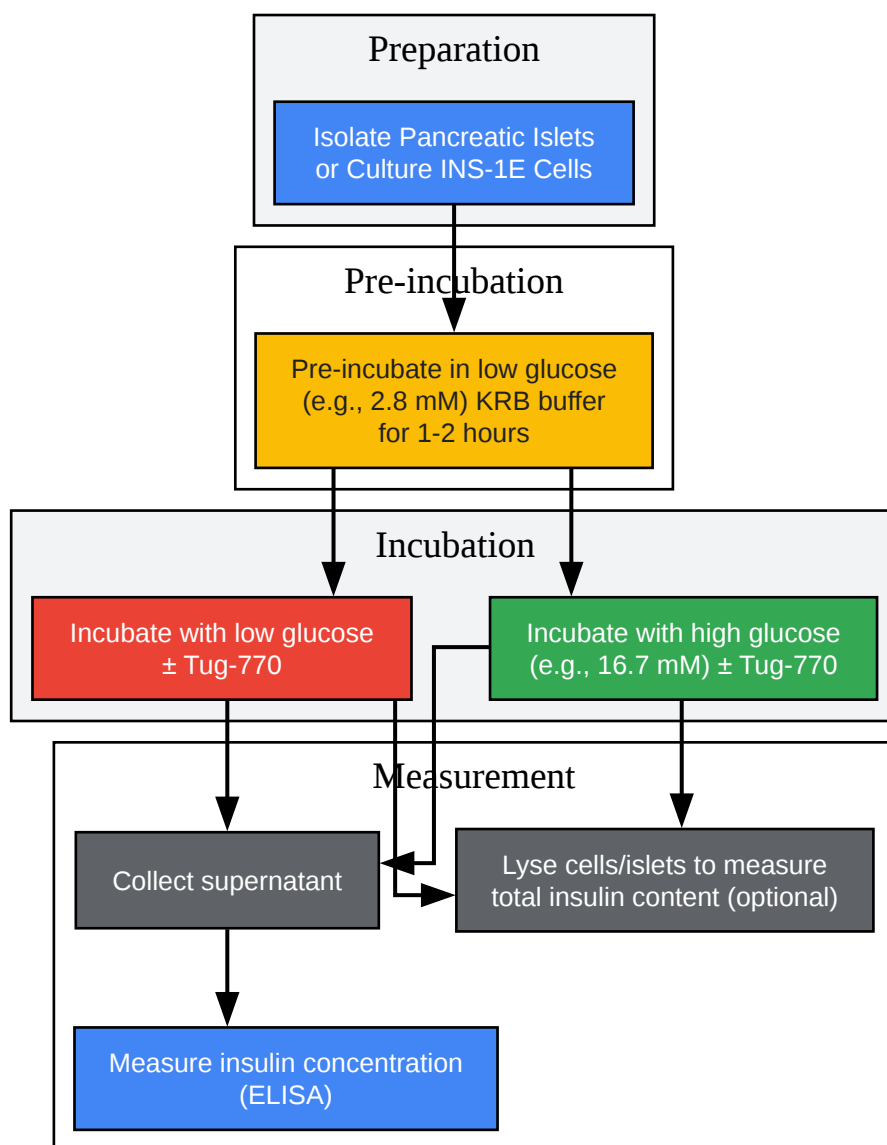 Preparation
Isolate Pancreatic Islets
or Culture INS-1E Cells
Pre-incubation
Pre-incubate in low glucose
(e.g., 2.8 mM) KRB buffer
for 1-2 hours
Incubation
Incubate with low glucose
± Tug-770
Incubate with high glucose
(e.g., 16.7 mM) ± Tug-770
Measurement
Collect supernatant
Lyse cells/islets to measure
total insulin content (optional)
Measure insulin concentration
(ELISA)